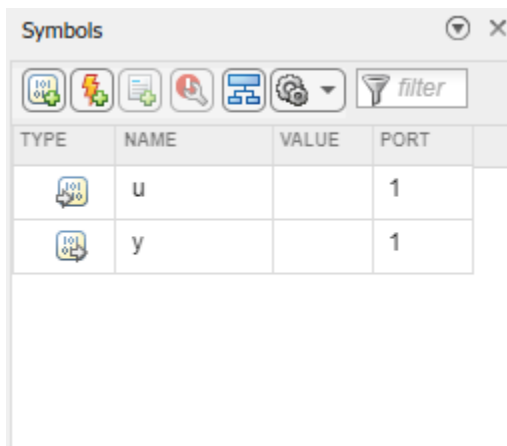 Symbols
filter
TYPE NAME VALUE PORT
u 1
y 1